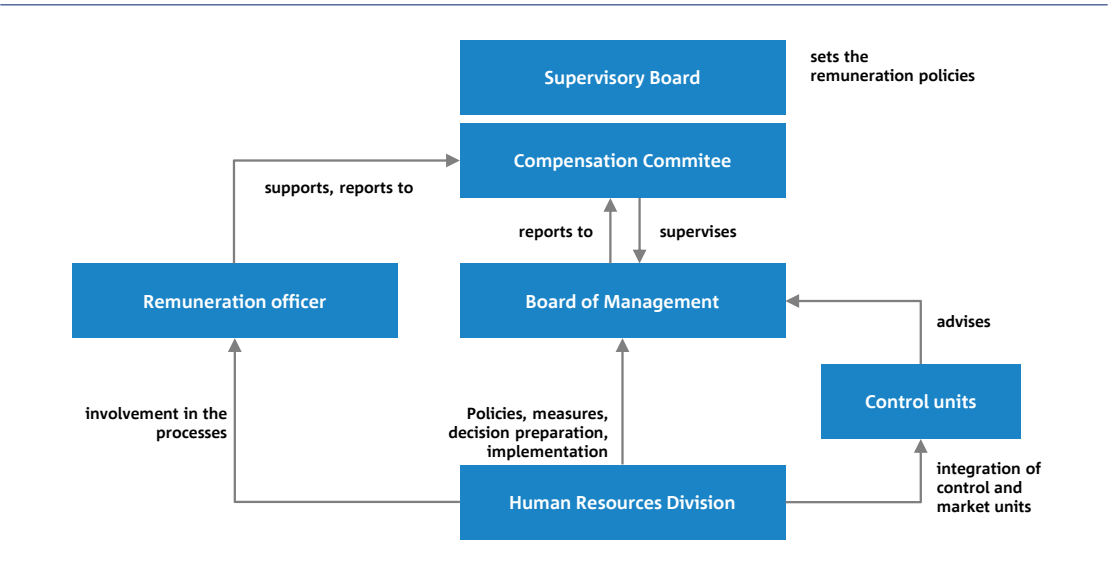 Supervisory Board
sets the
remuneration policies
Compensation Commitee
supports, reports to
reports to
supervises
Remuneration officer
Board of Management
advises
Control units
involvement in the
processes
Policies, measures,
decision preparation,
implementation
integration of
control and
market units
Human Resources Division